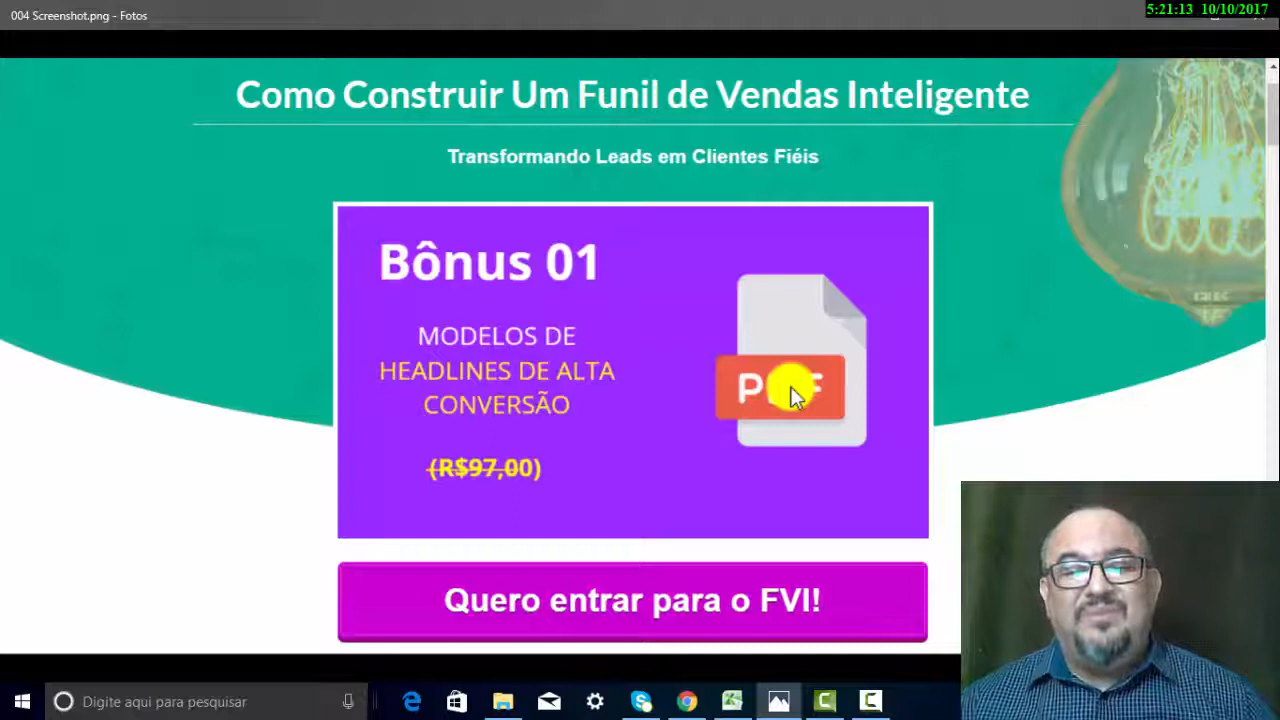 004 Screenshot.png - Fotos
5:21:13 10/10/2017
Como Construir Um Funil de Vendas Inteligente
Transformando Leads em Clientes Fiéis
Bônus 01
MODELOS DE
HEADLINES DE ALTA
CONVERSÃO
(R$97,00)
PDF
Quero entrar para o FVI!
Digite aqui para pesquisar